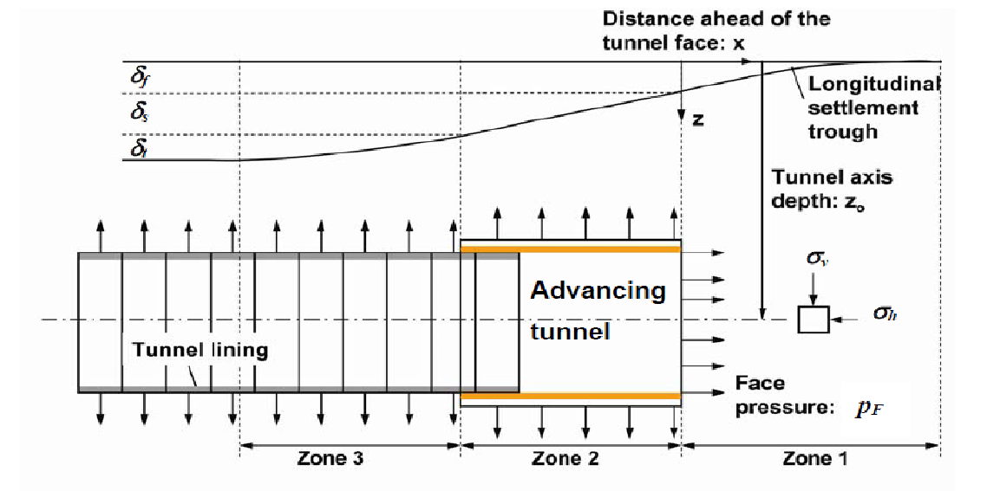 Distance ahead of the
tunnel face: x
δf
δs
δt
z
Longitudinal
settlement
trough
Tunnel axis
depth: zo
σv
σh
Advancing
tunnel
Tunnel lining
Face
pressure: pF
Zone 3
Zone 2
Zone 1